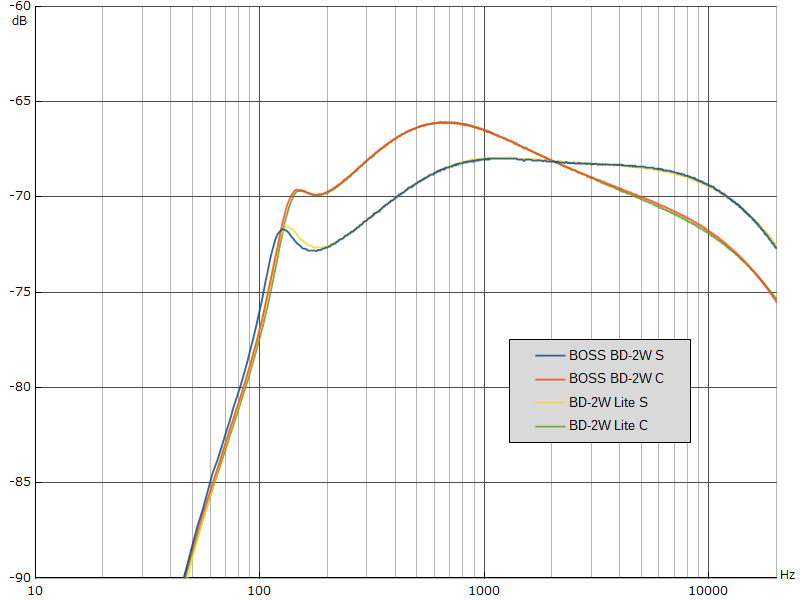 -60
dB
-65
-70
-75
-80
-85
-90
BOSS BD-2W S
BOSS BD-2W C
BD-2W Lite S
BD-2W Lite C
10
100
1000
10000
Hz